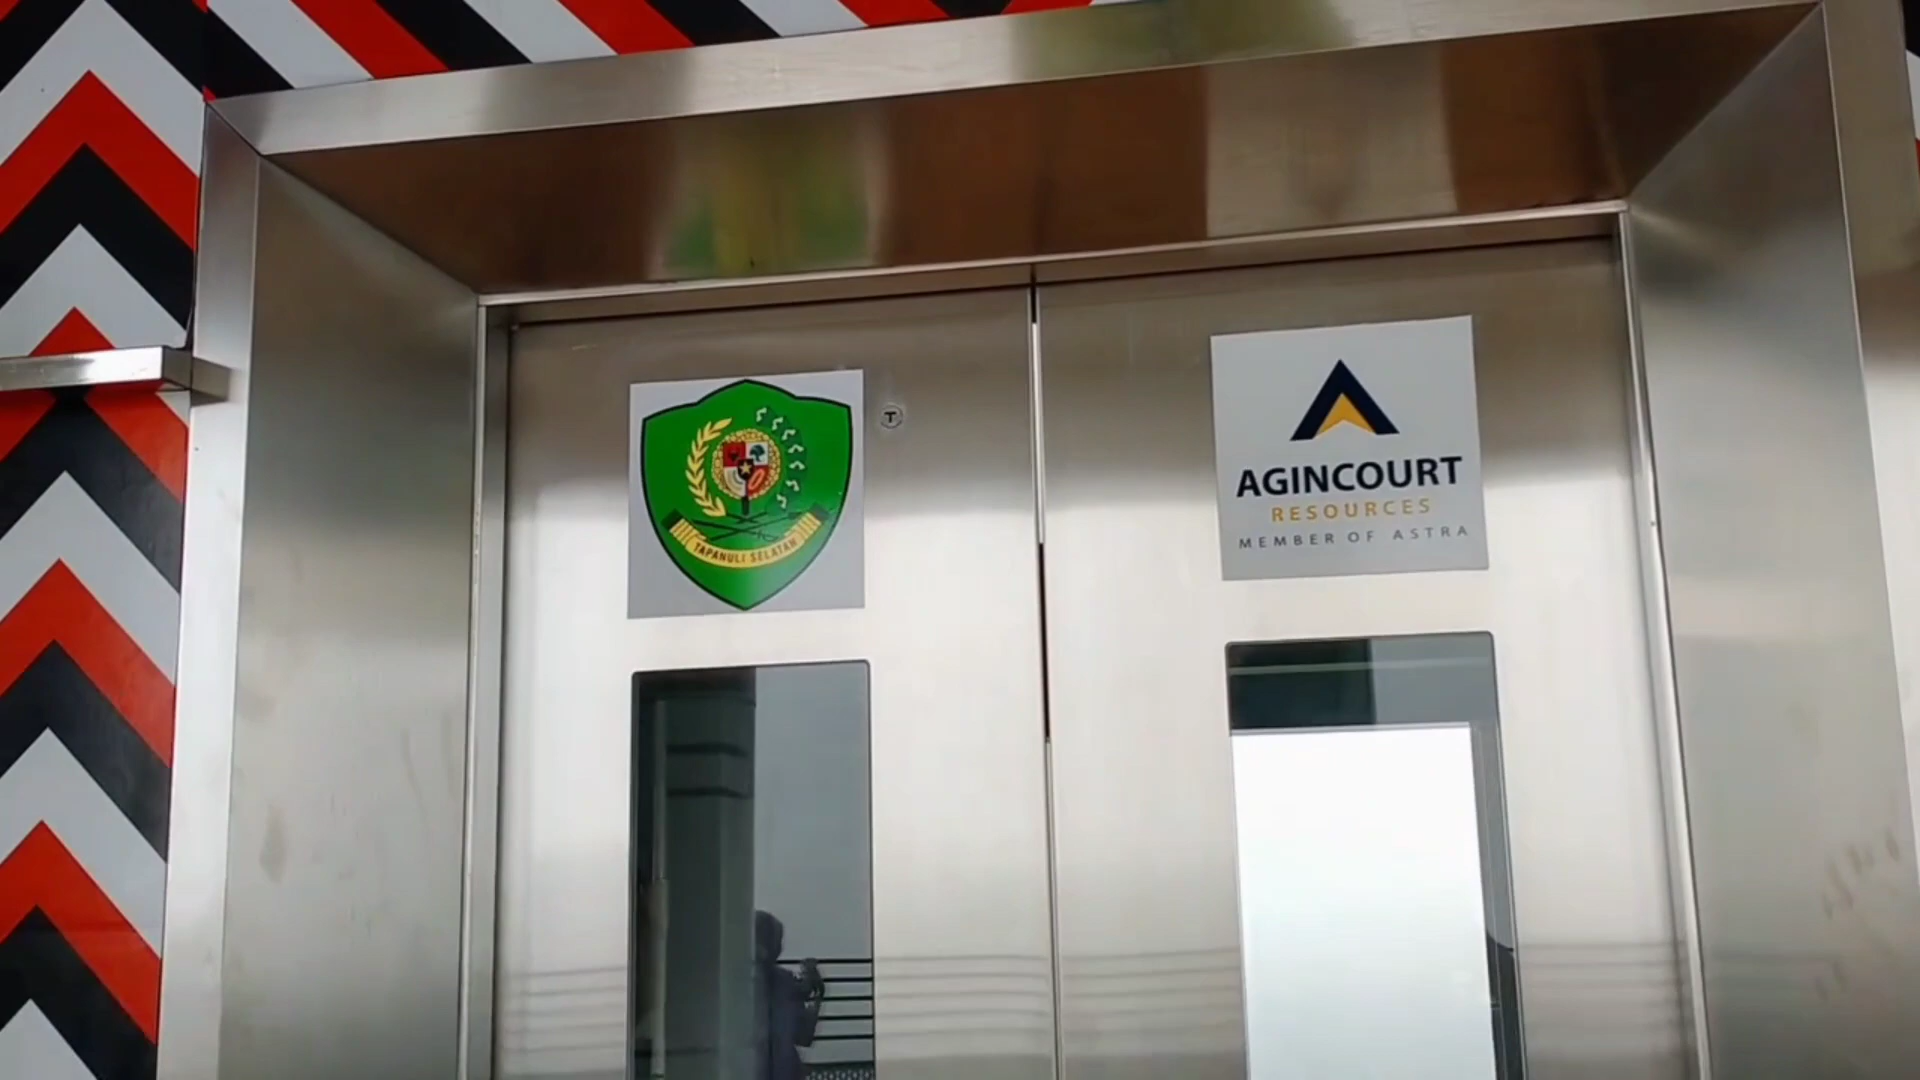 TAPANULI SELATAN
T
AGINCOURT
RESOURCES
MEMBER OF ASTRA